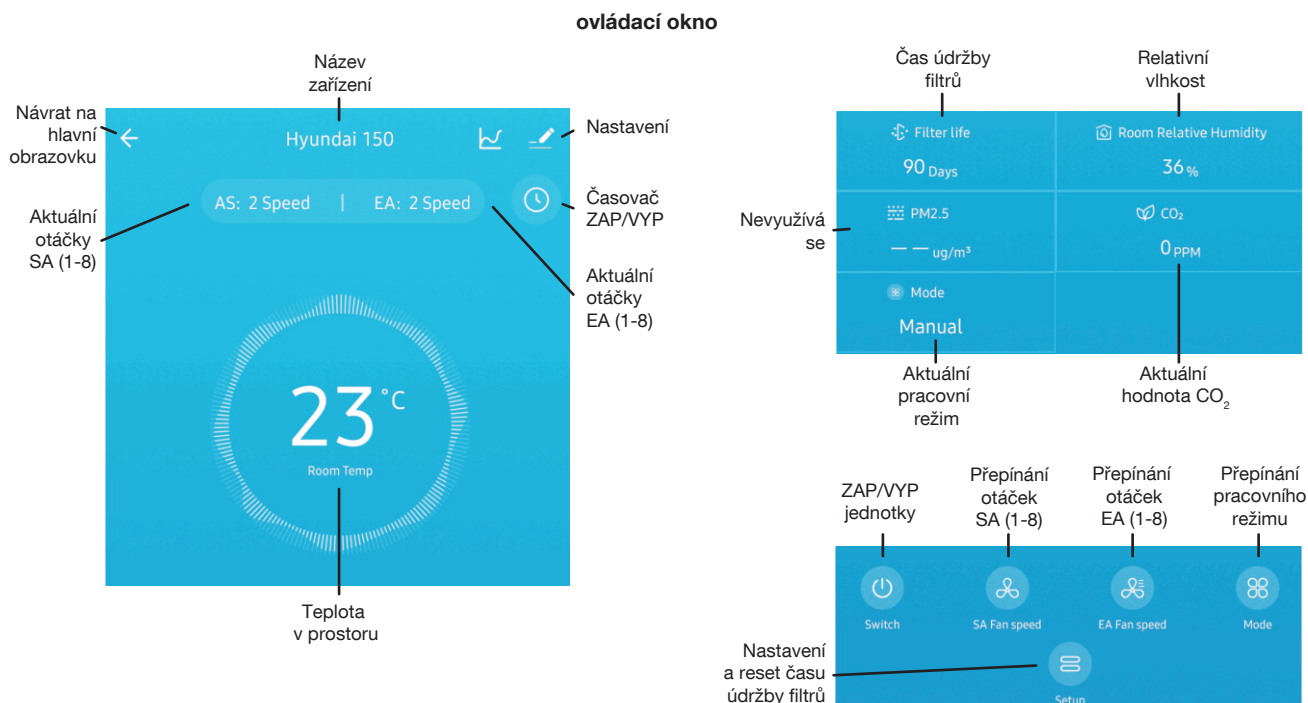 ovládací okno
Název
zařízení
Návrat na
hlavní
obrazovku
Hyundai 150
Nastavení
AS: 2 Speed | EA: 2 Speed
Časovač
ZAP/VYP
Aktuální
otáčky
SA (1-8)
Aktuální
otáčky
EA (1-8)
23 °C
Room Temp
Teplota
v prostoru
Čas údržby
filtrů
Relativní
vlhkost
Filter life
Room Relative Humidity
90 Days
36 %
Nevyužívá
se
PM2.5
CO₂
— — ug/m³
0 PPM
Mode
Manual
Aktuální
pracovní
režim
Aktuální
hodnota CO₂
ZAP/VYP
jednotky
Přepínání
otáček
SA (1-8)
Přepínání
otáček
EA (1-8)
Přepínání
pracovního
režimu
Switch
SA Fan speed
EA Fan speed
Mode
Nastavení
a reset času
údržby filtrů
Setup